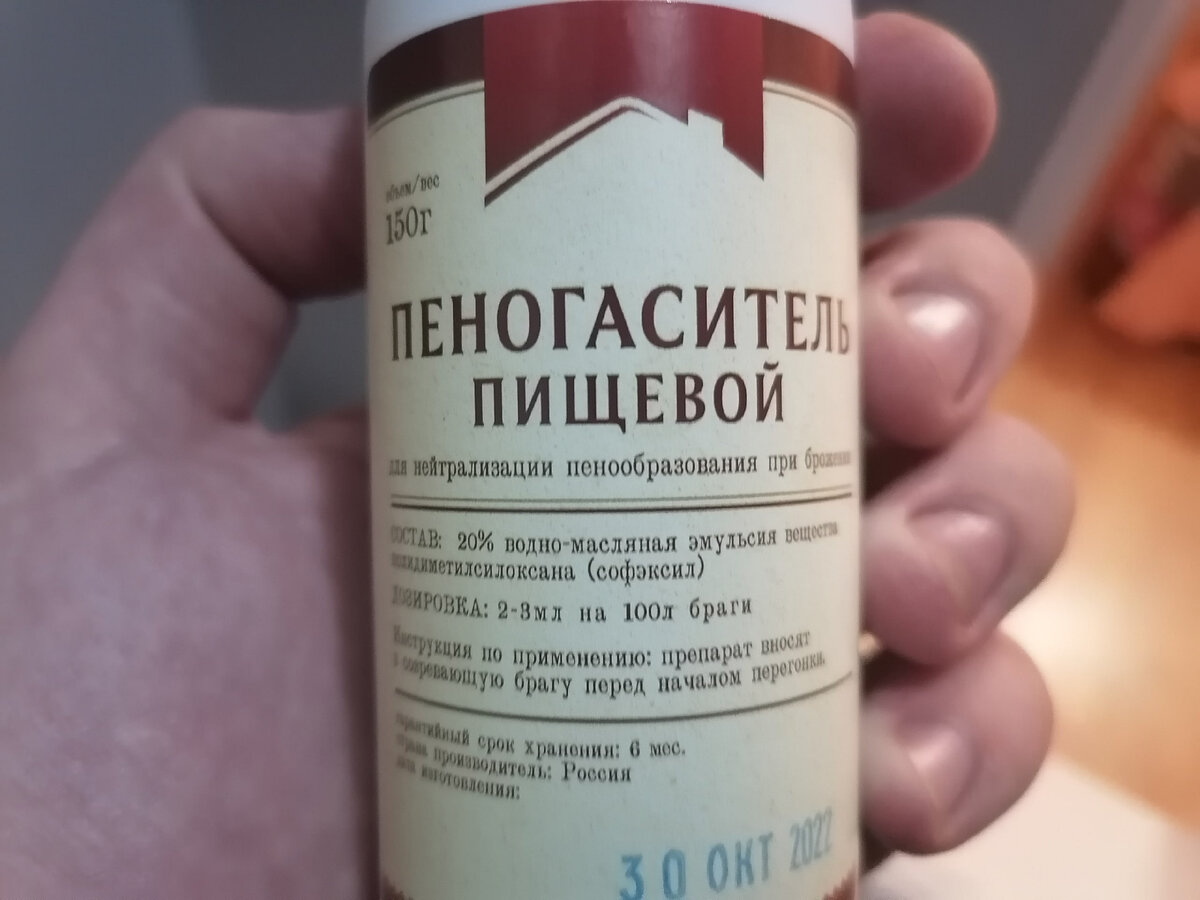 объем/вес
150г
ПЕНОГАСИТЕЛЬ
ПИЩЕВОЙ
для нейтрализации пенообразования при брожении
СОСТАВ: 20% водно-масляная эмульсия вещества
полидиметилсилоксана (софэксил)
ДОЗИРОВКА: 2-3мл на 100л браги
Инструкция по применению: препарат вносят
в созревающую брагу перед началом перегонки.
гарантийный срок хранения: 6 мес.
страна производитель: Россия
дата изготовления:
30 ОКТ 2022